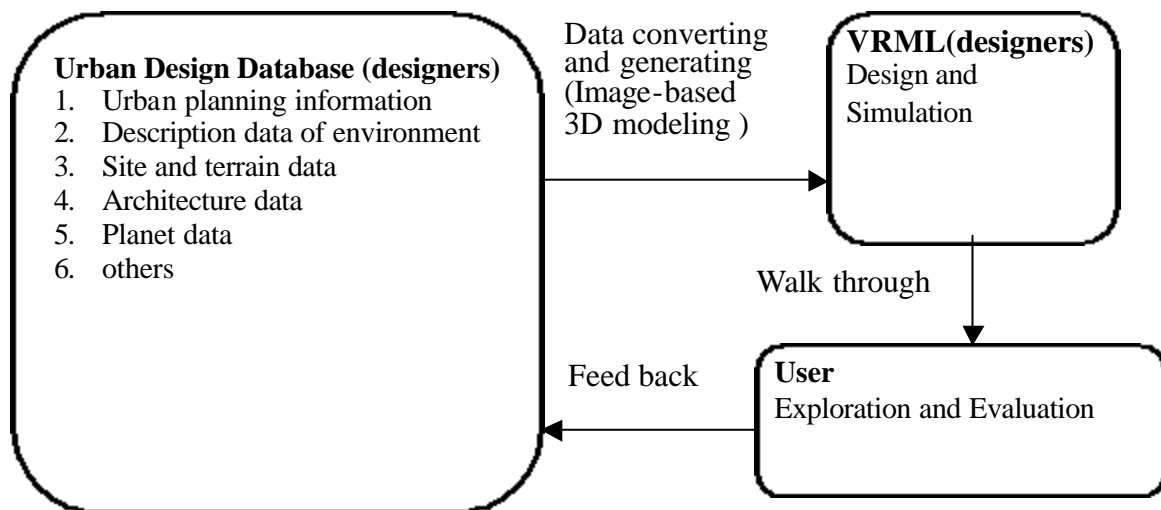 Urban Design Database (designers)
1. Urban planning information
2. Description data of environment
3. Site and terrain data
4. Architecture data
5. Planet data
6. others
Data converting
and generating
(Image-based
3D modeling )
VRML(designers)
Design and
Simulation
Walk through
User
Exploration and Evaluation
Feed back